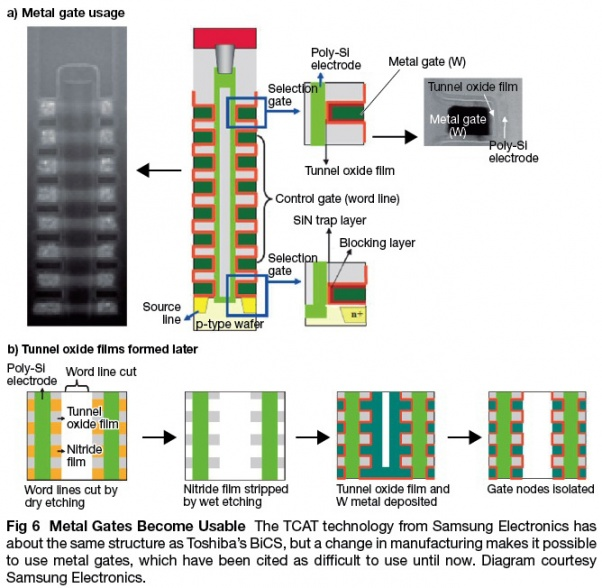 a) Metal gate usage
Poly-Si
electrode
Metal gate (W)
Selection
gate
Tunnel oxide film
Tunnel oxide film
Metal gate
(W)
Poly-Si
electrode
Control gate (word line)
SIN trap layer
Blocking layer
Selection
gate
Source
line
p-type wafer
n+
b) Tunnel oxide films formed later
Poly-Si
electrode
Word line cut
Tunnel
oxide film
Nitride
film
Word lines cut by
dry etching
Nitride film stripped
by wet etching
Tunnel oxide film and
W metal deposited
Gate nodes isolated
Fig 6 Metal Gates Become Usable The TCAT technology from Samsung Electronics has
about the same structure as Toshiba's BiCS, but a change in manufacturing makes it possible
to use metal gates, which have been cited as difficult to use until now. Diagram courtesy
Samsung Electronics.